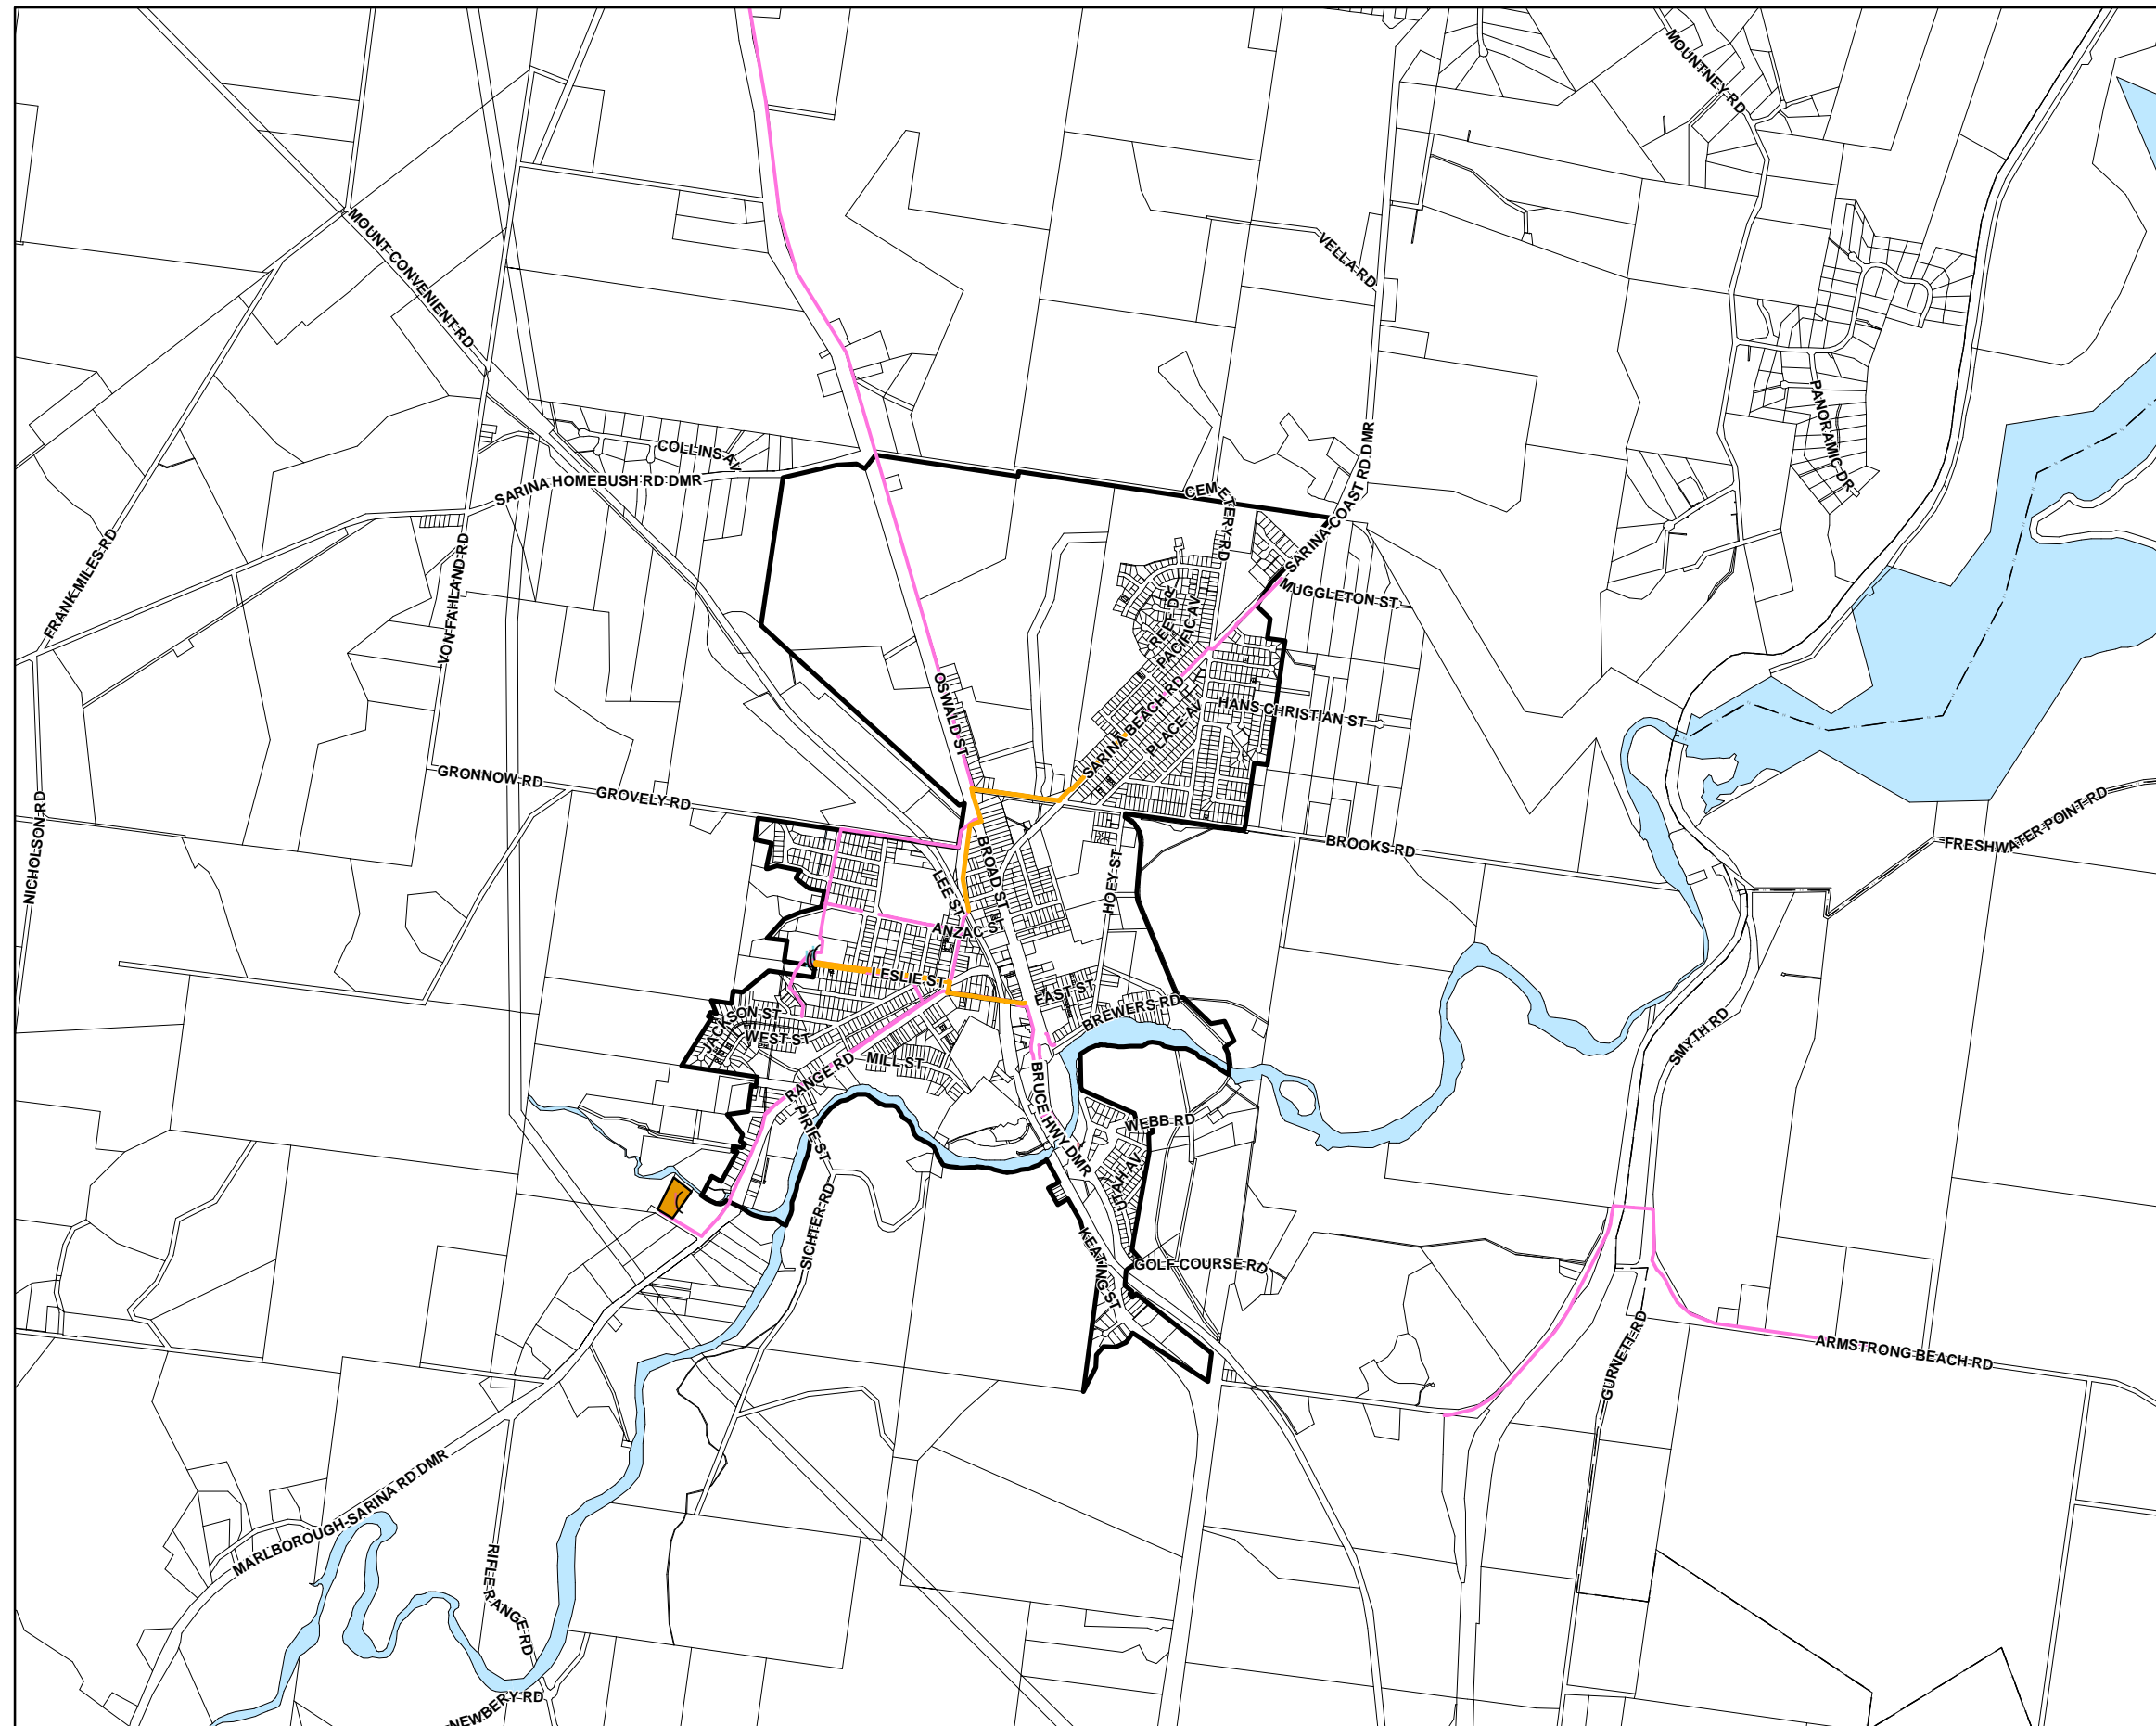 MOUNTNEY RD
MOUNT CONVENIENT RD
VELLA RD
PANORAMIC DR
COLLINS AV
SARINA HOMEBUSH RD DMR
CEMETERY RD
SARINA COAST RD DMR
FRANK MILES RD
VON FAHLAND RD
MUGGLETON ST
REEF DR
PACIFIC AV
OSWALD ST
SARINA BEACH RD
PLACE AV
HANS CHRISTIAN ST
GRONNOW RD
GROVELY RD
NICHOLSON RD
BROAD ST
LEE ST
HOEY ST
BROOKS RD
FRESHWATER POINT RD
ANZAC ST
LESLIE ST
EAST ST
BREWERS RD
JACKSON ST
WEST ST
MILL ST
RANGE RD
SMYTH RD
BRUCE HWY DMR
PIRIE ST
WEBB RD
UTAH AV
SICHTER RD
KEATING ST
GOLF COURSE RD
GURNETT RD
ARMSTRONG BEACH RD
MARLBOROUGH-SARINA RD DMR
RIFLE RANGE RD
NEWBERY RD